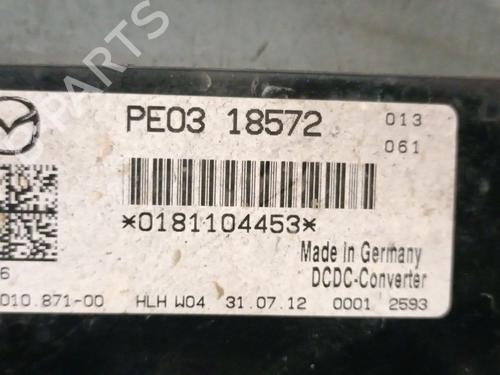 PE03 18572
013
061
*0181104453*
Made in Germany
DCDC-Converter
6
010.871-00 HLH W04 31.07.12 0001 2593